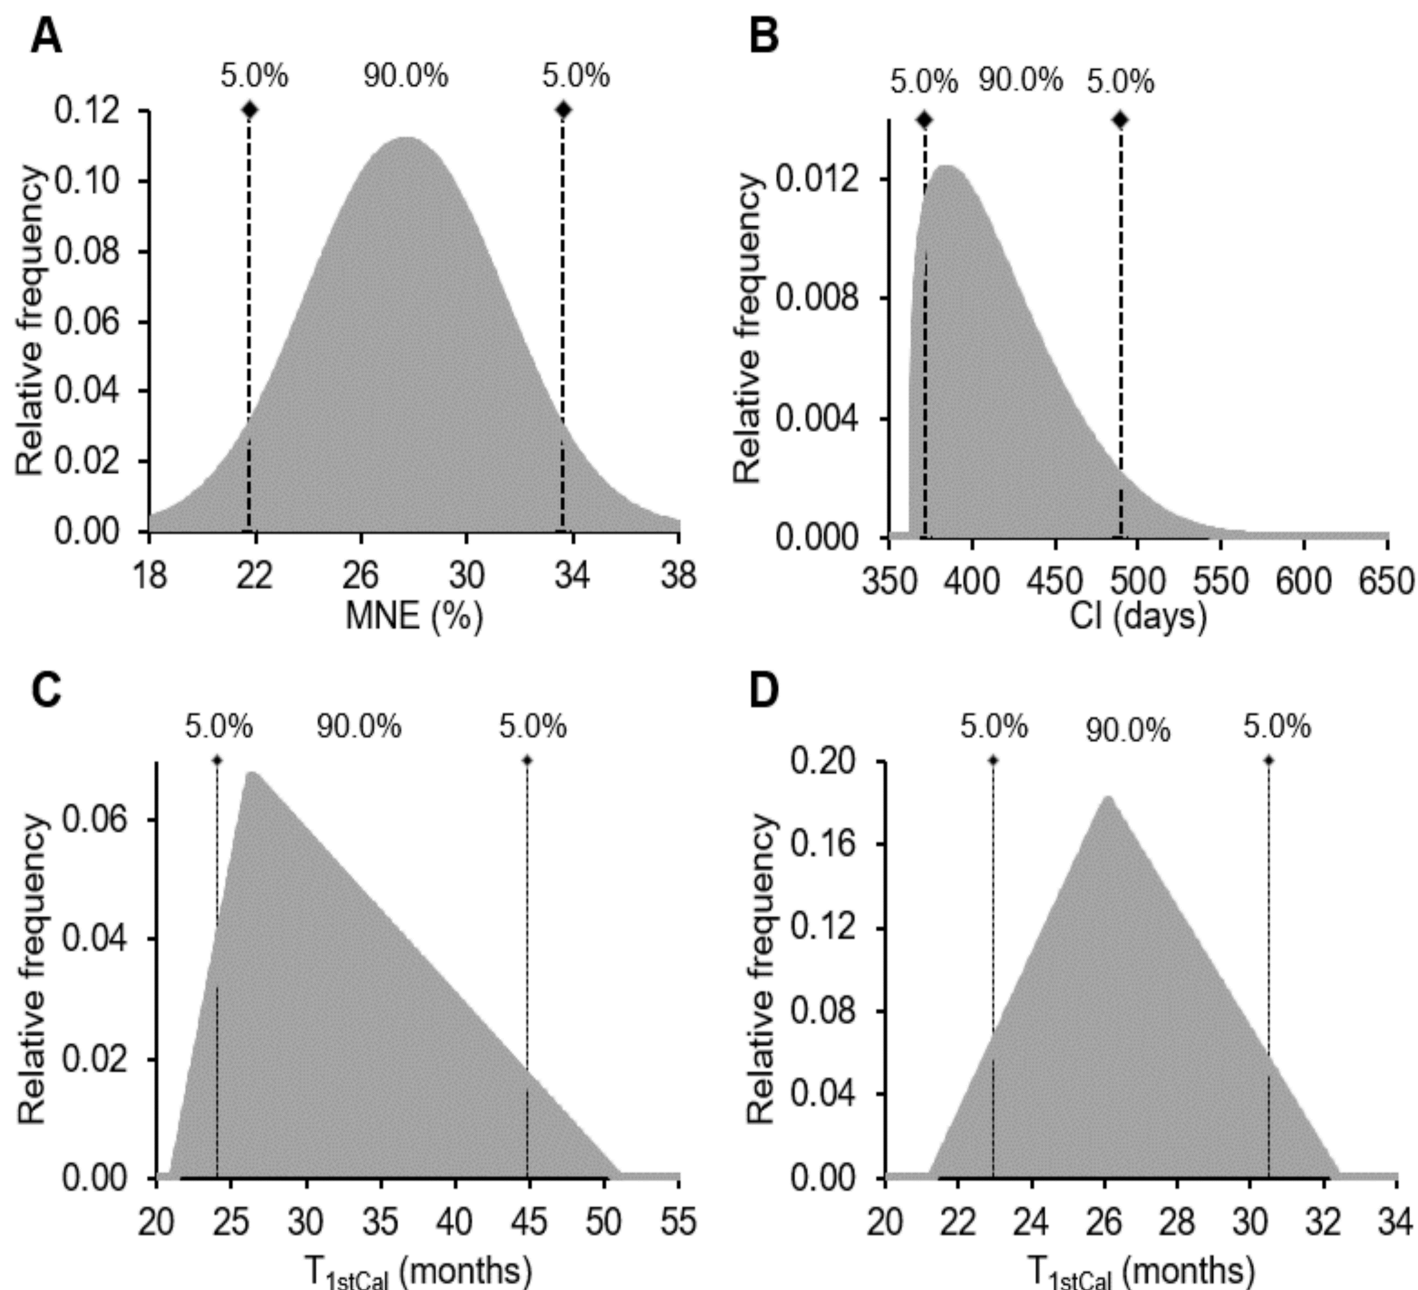 A
5.0% 90.0% 5.0%
0.12
0.10
0.08
0.06
0.04
0.02
0.00
Relative frequency
18 22 26 30 34 38
MNE (%)
B
5.0% 90.0% 5.0%
0.012
0.008
0.004
0.000
Relative frequency
350 400 450 500 550 600 650
CI (days)
C
5.0% 90.0% 5.0%
0.06
0.04
0.02
0.00
Relative frequency
20 25 30 35 40 45 50 55
T1stCal (months)
D
5.0% 90.0% 5.0%
0.20
0.16
0.12
0.08
0.04
0.00
Relative frequency
20 22 24 26 28 30 32 34
T1stCal (months)